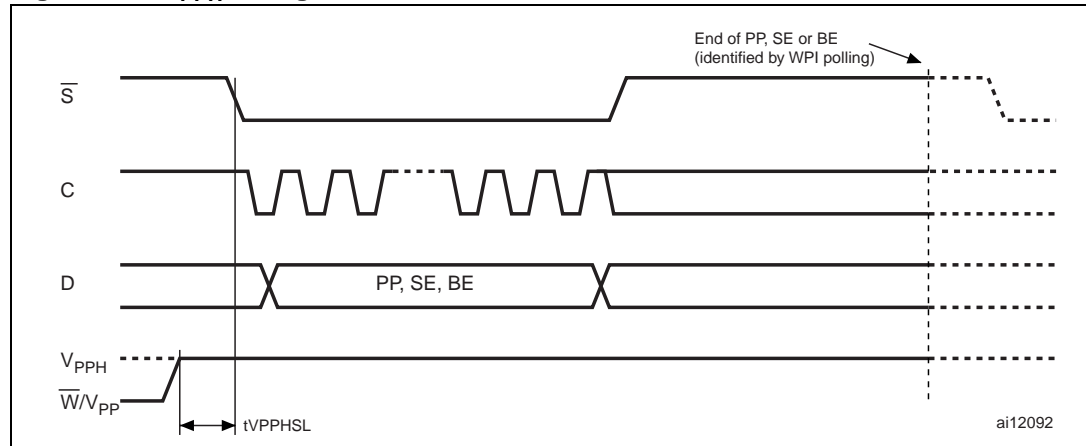 End of PP, SE or BE
(identified by WPI polling)
S
C
D
PP, SE, BE
VPPH
W/VPP
tVPPHSL
ai12092